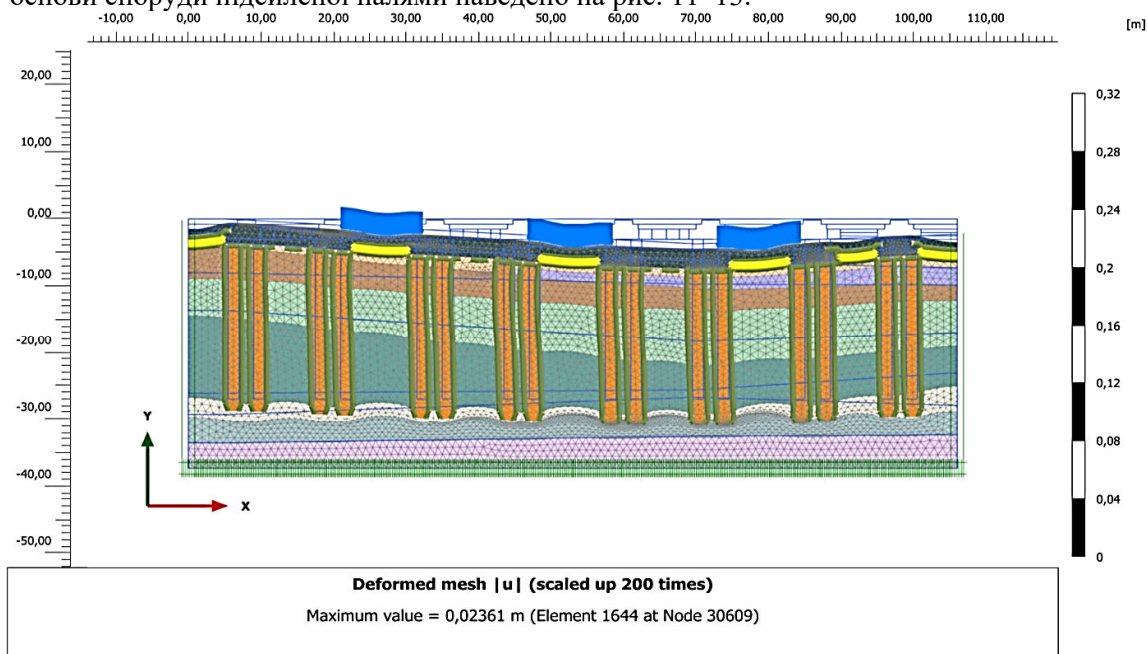 основи споруди підсиленої палями наведено на рис. 11–13.
-10,00 0,00 10,00 20,00 30,00 40,00 50,00 60,00 70,00 80,00 90,00 100,00 110,00
[m]
20,00
10,00
0,00
-10,00
-20,00
-30,00
-40,00
-50,00
0,32
0,28
0,24
0,2
0,16
0,12
0,08
0,04
0
Y
X
Deformed mesh |u| (scaled up 200 times)
Maximum value = 0,02361 m (Element 1644 at Node 30609)